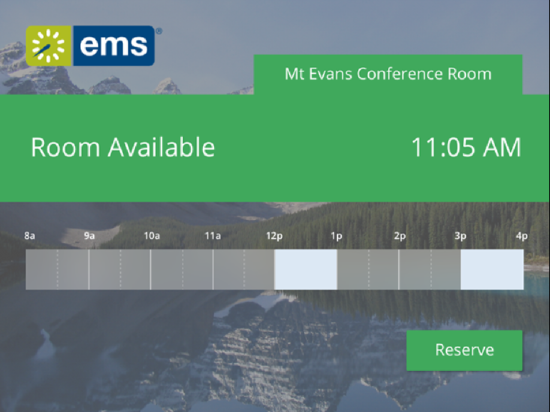 ems®
Mt Evans Conference Room
Room Available 11:05 AM
8a 9a 10a 11a 12p 1p 2p 3p 4p
Reserve